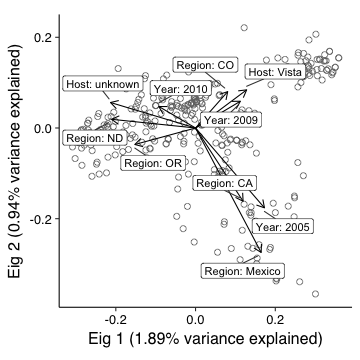 0.2
0.0
-0.2
Eig 2 (0.94% variance explained)
Region: CO
Host: Vista
Host: unknown
Year: 2010
Year: 2009
Region: ND
Region: OR
Region: CA
Year: 2005
Region: Mexico
-0.2
0.0
0.2
Eig 1 (1.89% variance explained)